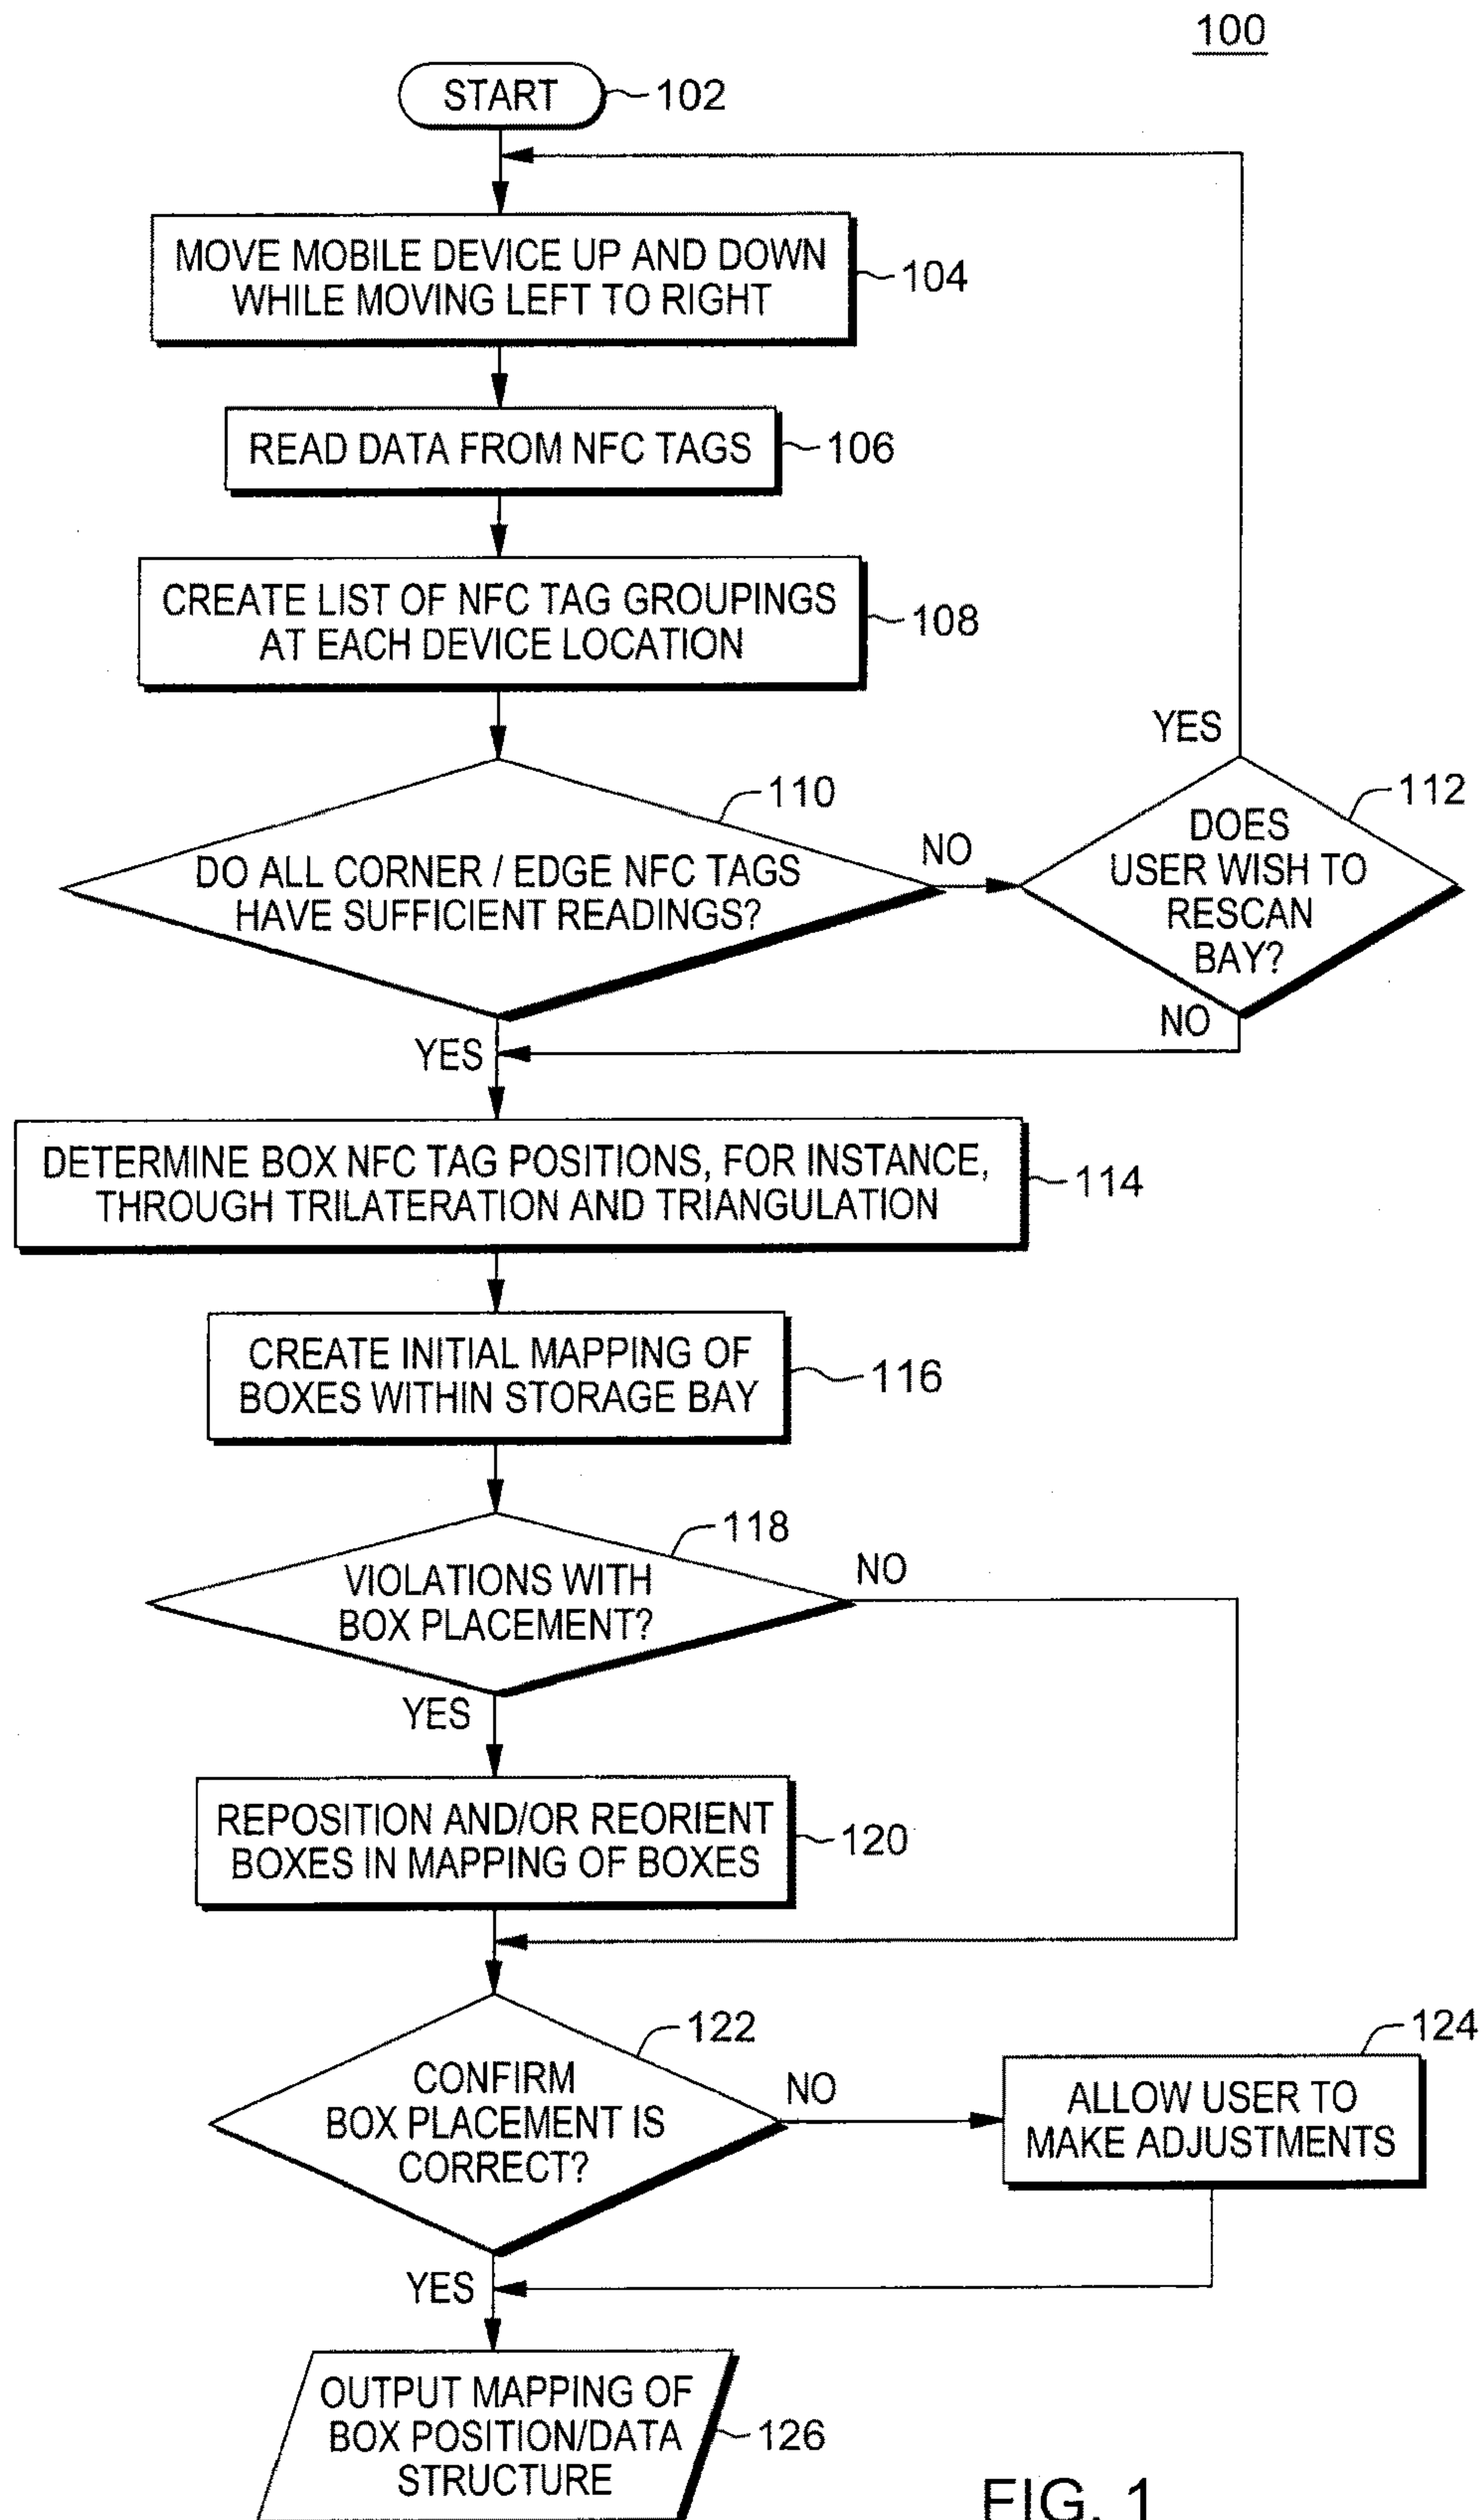 100
START
102
MOVE MOBILE DEVICE UP AND DOWN
WHILE MOVING LEFT TO RIGHT
104
READ DATA FROM NFC TAGS
106
CREATE LIST OF NFC TAG GROUPINGS
AT EACH DEVICE LOCATION
108
DO ALL CORNER / EDGE NFC TAGS
HAVE SUFFICIENT READINGS?
110
NO
YES
DOES
USER WISH TO
RESCAN
BAY?
112
YES
NO
DETERMINE BOX NFC TAG POSITIONS, FOR INSTANCE,
THROUGH TRILATERATION AND TRIANGULATION
114
CREATE INITIAL MAPPING OF
BOXES WITHIN STORAGE BAY
116
VIOLATIONS WITH
BOX PLACEMENT?
118
NO
YES
REPOSITION AND/OR REORIENT
BOXES IN MAPPING OF BOXES
120
CONFIRM
BOX PLACEMENT IS
CORRECT?
122
NO
ALLOW USER TO
MAKE ADJUSTMENTS
124
YES
OUTPUT MAPPING OF
BOX POSITION/DATA
STRUCTURE
126
FIG. 1